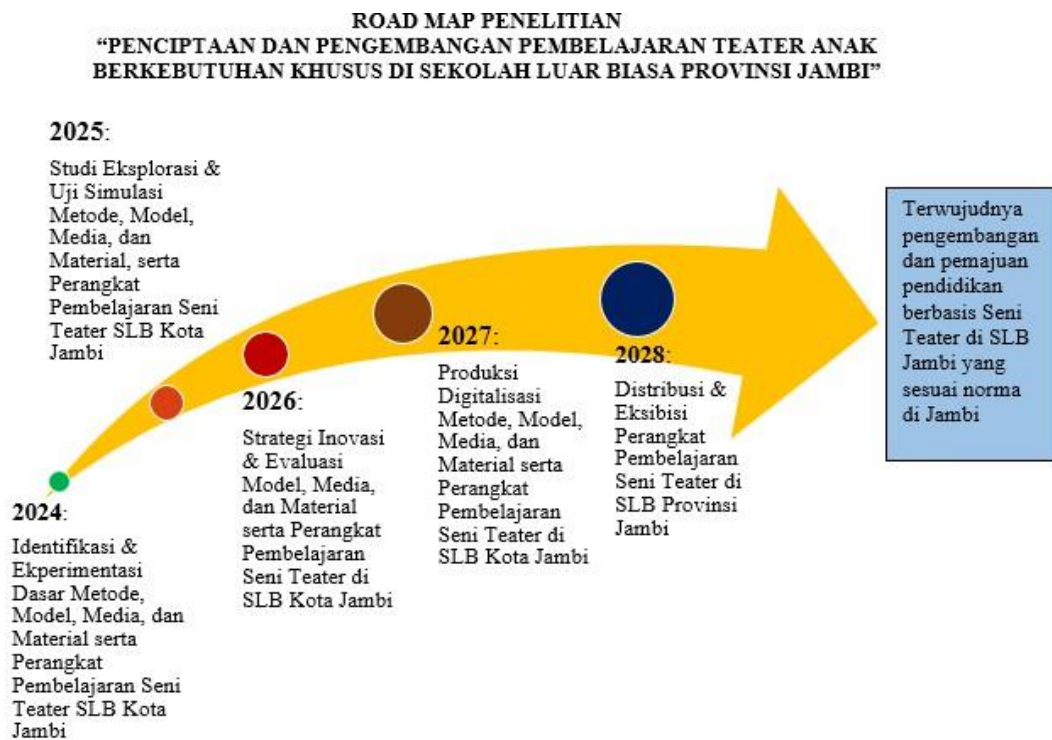 ROAD MAP PENELITIAN
“PENCIPTAAN DAN PENGEMBANGAN PEMBELAJARAN TEATER ANAK
BERKEBUTUHAN KHUSUS DI SEKOLAH LUAR BIASA PROVINSI JAMBI”
2024:
Identifikasi &
Ekperimentasi
Dasar Metode,
Model, Media, dan
Material serta
Perangkat
Pembelajaran Seni
Teater SLB Kota
Jambi
2025:
Studi Eksplorasi &
Uji Simulasi
Metode, Model,
Media, dan
Material, serta
Perangkat
Pembelajaran Seni
Teater SLB Kota
Jambi
2026:
Strategi Inovasi
& Evaluasi
Model, Media,
dan Material
serta Perangkat
Pembelajaran
Seni Teater di
SLB Kota Jambi
2027:
Produksi
Digitalisasi
Metode, Model,
Media, dan
Material serta
Perangkat
Pembelajaran
Seni Teater di
SLB Kota Jambi
2028:
Distribusi &
Eksibisi
Perangkat
Pembelajaran
Seni Teater di
SLB Provinsi
Jambi
Terwujudnya
pengembangan
dan pemajuan
pendidikan
berbasis Seni
Teater di SLB
Jambi yang
sesuai norma
di Jambi